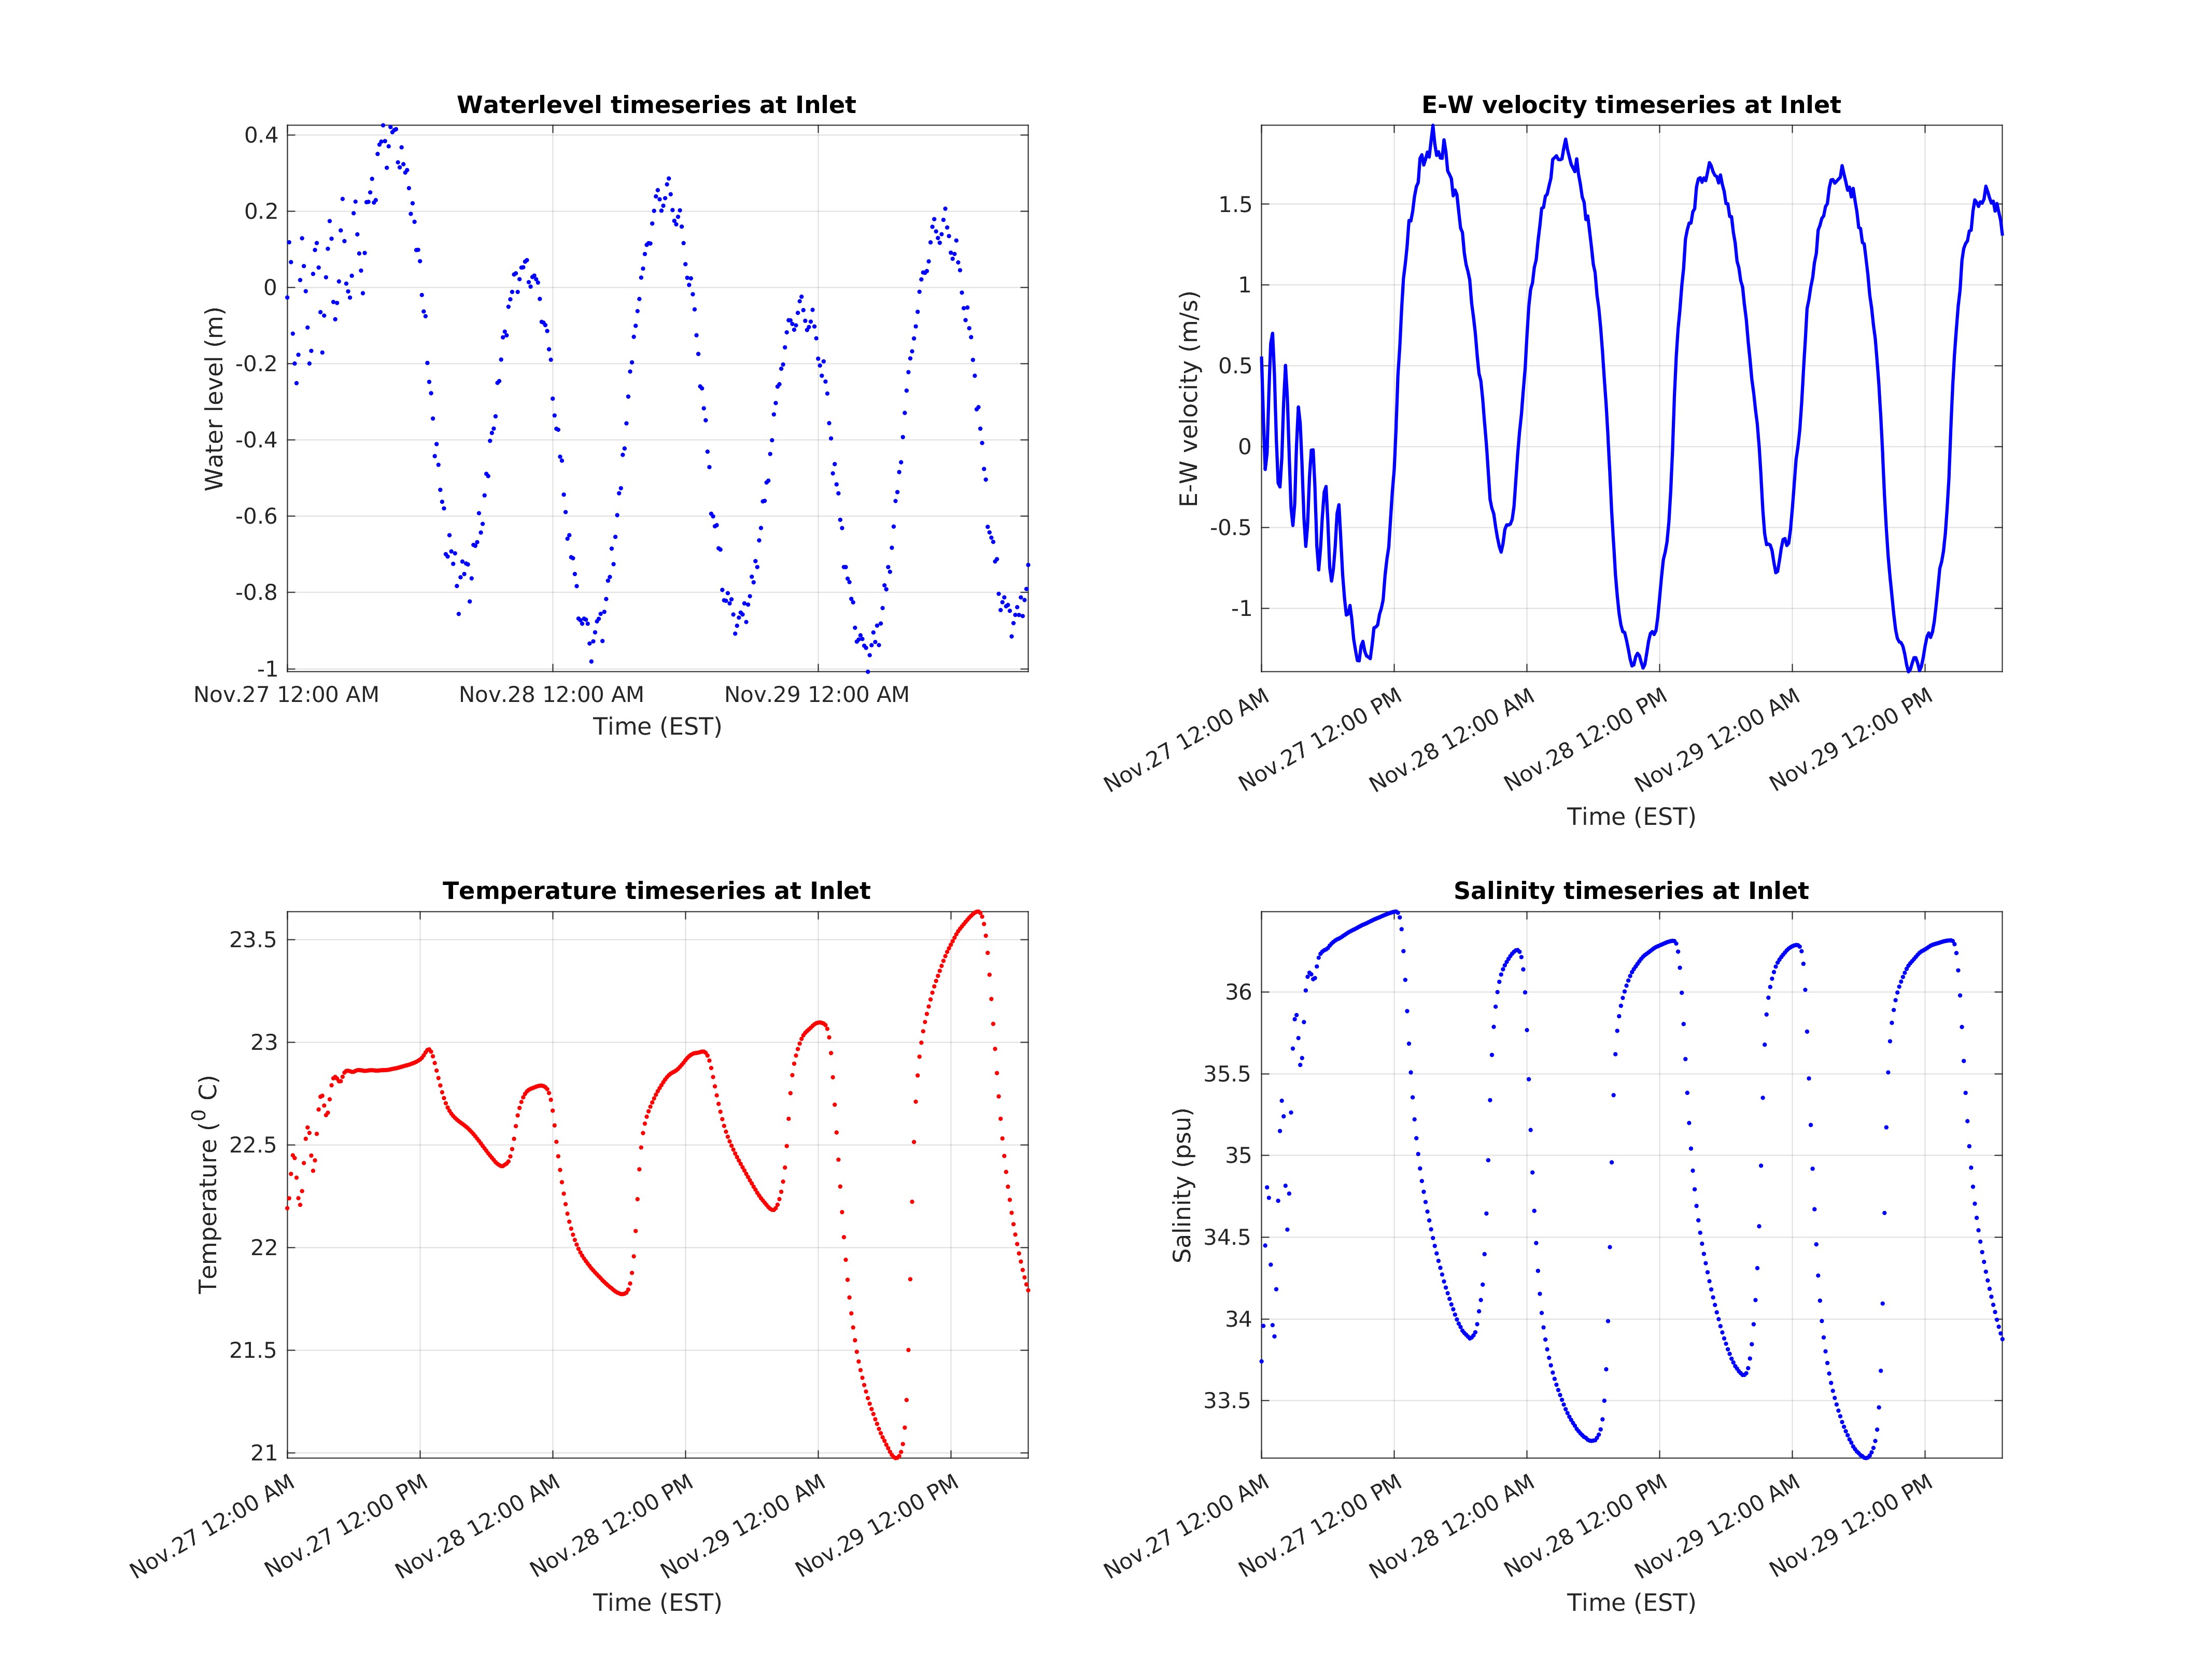 Waterlevel timeseries at Inlet
0.4
0.2
0
-0.2
-0.4
-0.6
-0.8
-1
Water level (m)
Nov.27 12:00 AM Nov.28 12:00 AM Nov.29 12:00 AM
Time (EST)
E-W velocity timeseries at Inlet
1.5
1
0.5
0
-0.5
-1
E-W velocity (m/s)
Nov.27 12:00 AM
Nov.27 12:00 PM
Nov.28 12:00 AM
Nov.28 12:00 PM
Nov.29 12:00 AM
Nov.29 12:00 PM
Time (EST)
Temperature timeseries at Inlet
23.5
23
22.5
22
21.5
21
Temperature (⁰ C)
Nov.27 12:00 AM
Nov.27 12:00 PM
Nov.28 12:00 AM
Nov.28 12:00 PM
Nov.29 12:00 AM
Nov.29 12:00 PM
Time (EST)
Salinity timeseries at Inlet
36
35.5
35
34.5
34
33.5
Salinity (psu)
Nov.27 12:00 AM
Nov.27 12:00 PM
Nov.28 12:00 AM
Nov.28 12:00 PM
Nov.29 12:00 AM
Nov.29 12:00 PM
Time (EST)